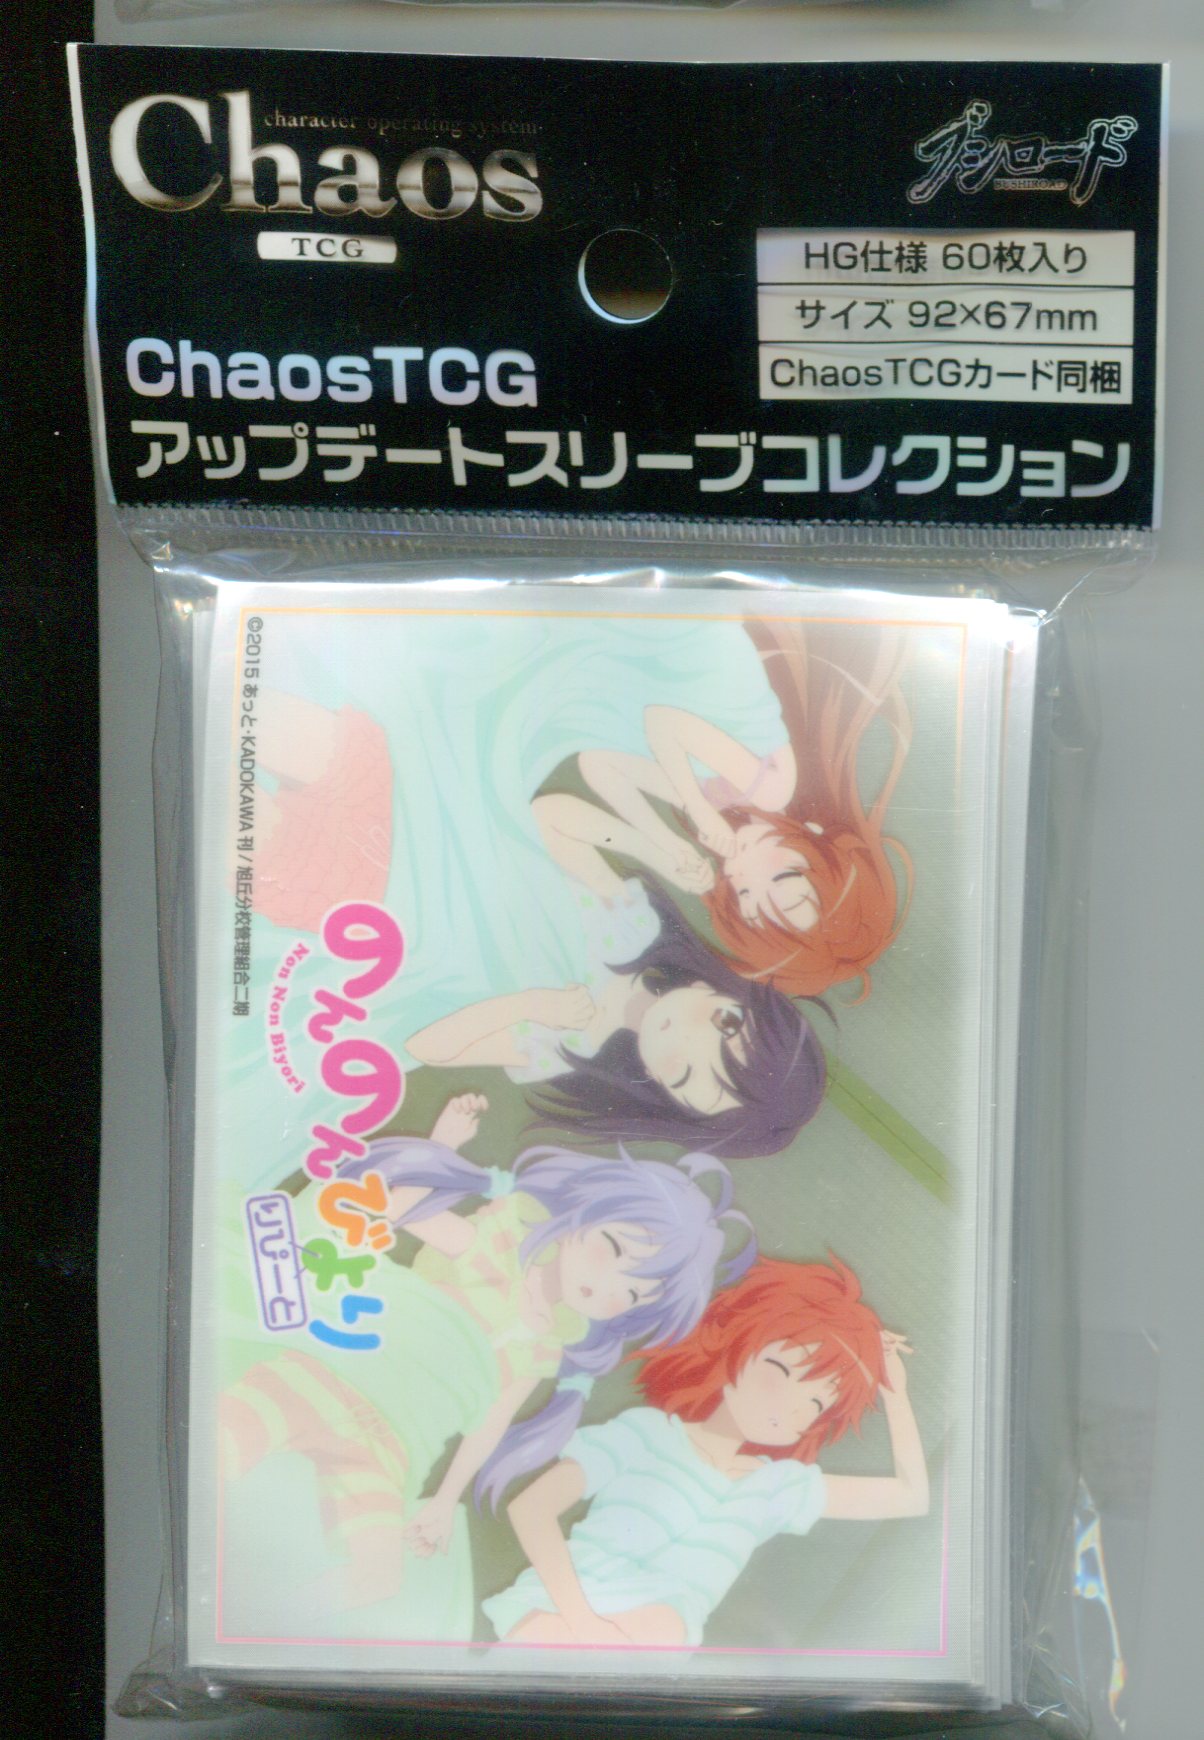 character operating system
Chaos
TCG
ブシロード
BUSHIROAD
HG仕様 60枚入り
サイズ 92×67mm
ChaosTCGカード同梱
ChaosTCG
アップデートスリーブコレクション
©2015 あっと・KADOKAWA 刊/旭丘分校管理組合二期
のんのんびより
Non Non Biyori
りぴーと